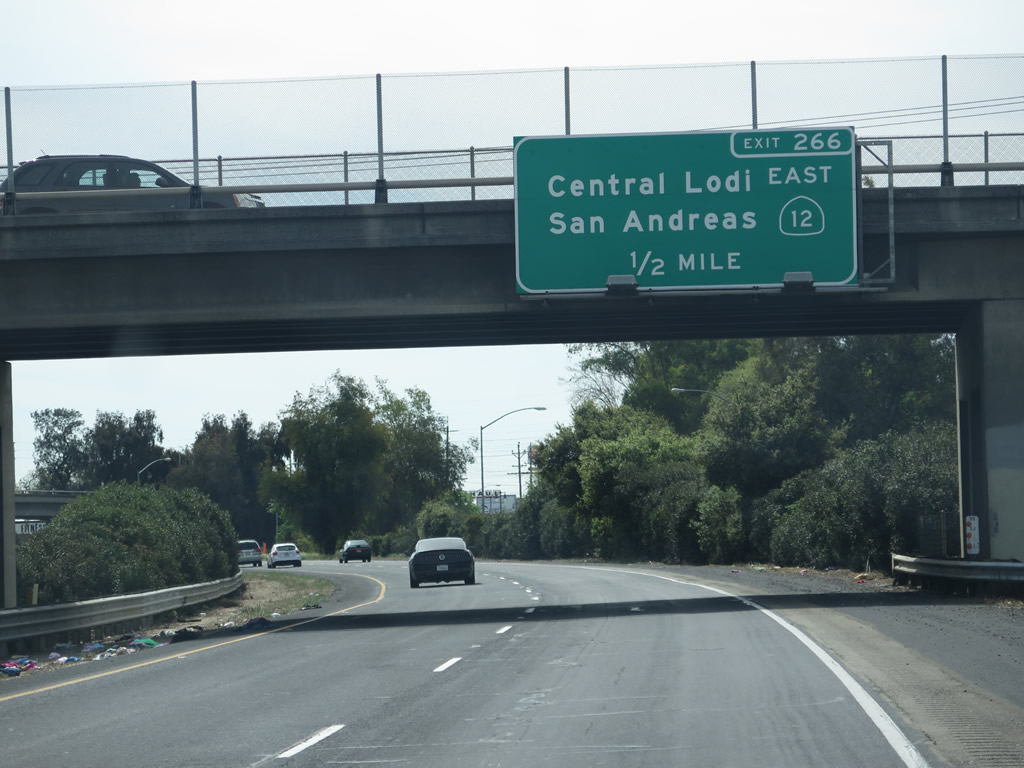 EXIT 266
Central Lodi EAST
San Andreas 12
1/2 MILE